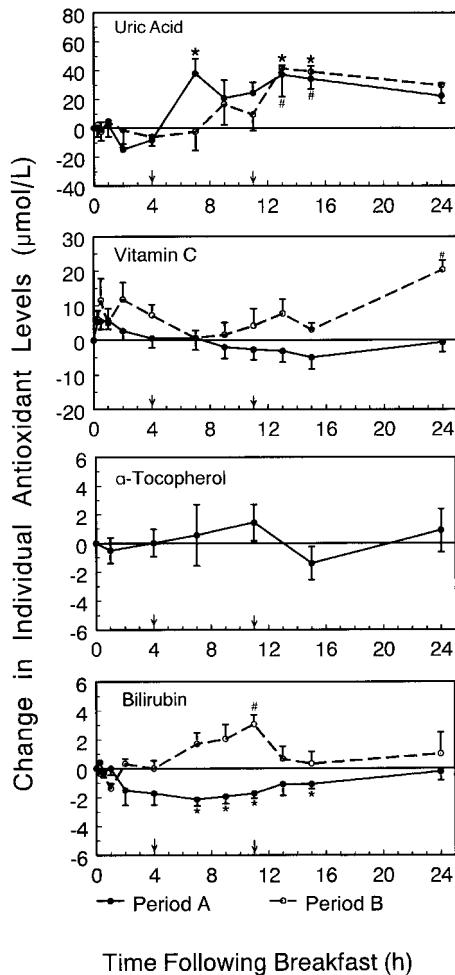 Change in Individual Antioxidant Levels (μmol/L)
Uric Acid
80
60
40
20
0
-20
-40
* * *
# #
0 4 8 12 16 20 24
Vitamin C
30
20
10
0
-10
-20
#
0 4 8 12 16 20 24
α-Tocopherol
6
4
2
0
-2
-4
-6
0 4 8 12 16 20 24
Bilirubin
6
4
2
0
-2
-4
-6
#
* * * *
0 4 8 12 16 20 24
Period A Period B
Time Following Breakfast (h)